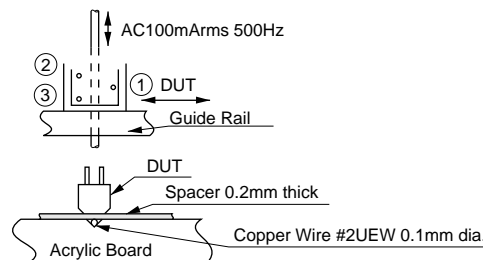 AC100mArms 500Hz
②
① DUT
③
Guide Rail
DUT
Spacer 0.2mm thick
Copper Wire #2UEW 0.1mm dia.
Acrylic Board